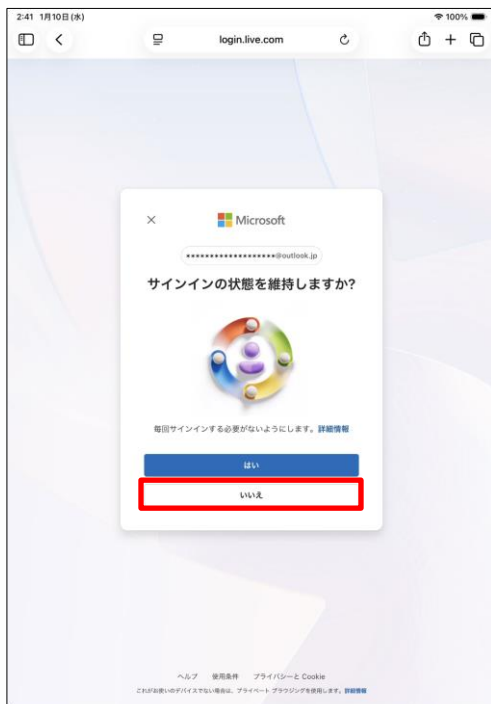 2:41 1月10日(水) 100%
login.live.com
Microsoft
••••••••••••••••••@outlook.jp
サインインの状態を維持しますか?
毎回サインインする必要がないようにします。詳細情報
はい
いいえ
ヘルプ 使用条件 プライバシーと Cookie
これがお使いのデバイスでない場合は、プライベート ブラウジングを使用します。詳細情報